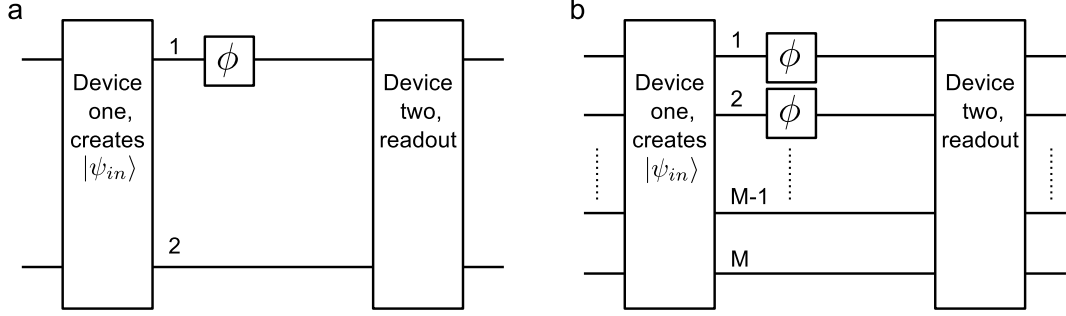 a
1
ϕ
Device
one,
creates
|ψ_in⟩
Device
two,
readout
2
b
1
ϕ
2
ϕ
Device
one,
creates
|ψ_in⟩
Device
two,
readout
M-1
M